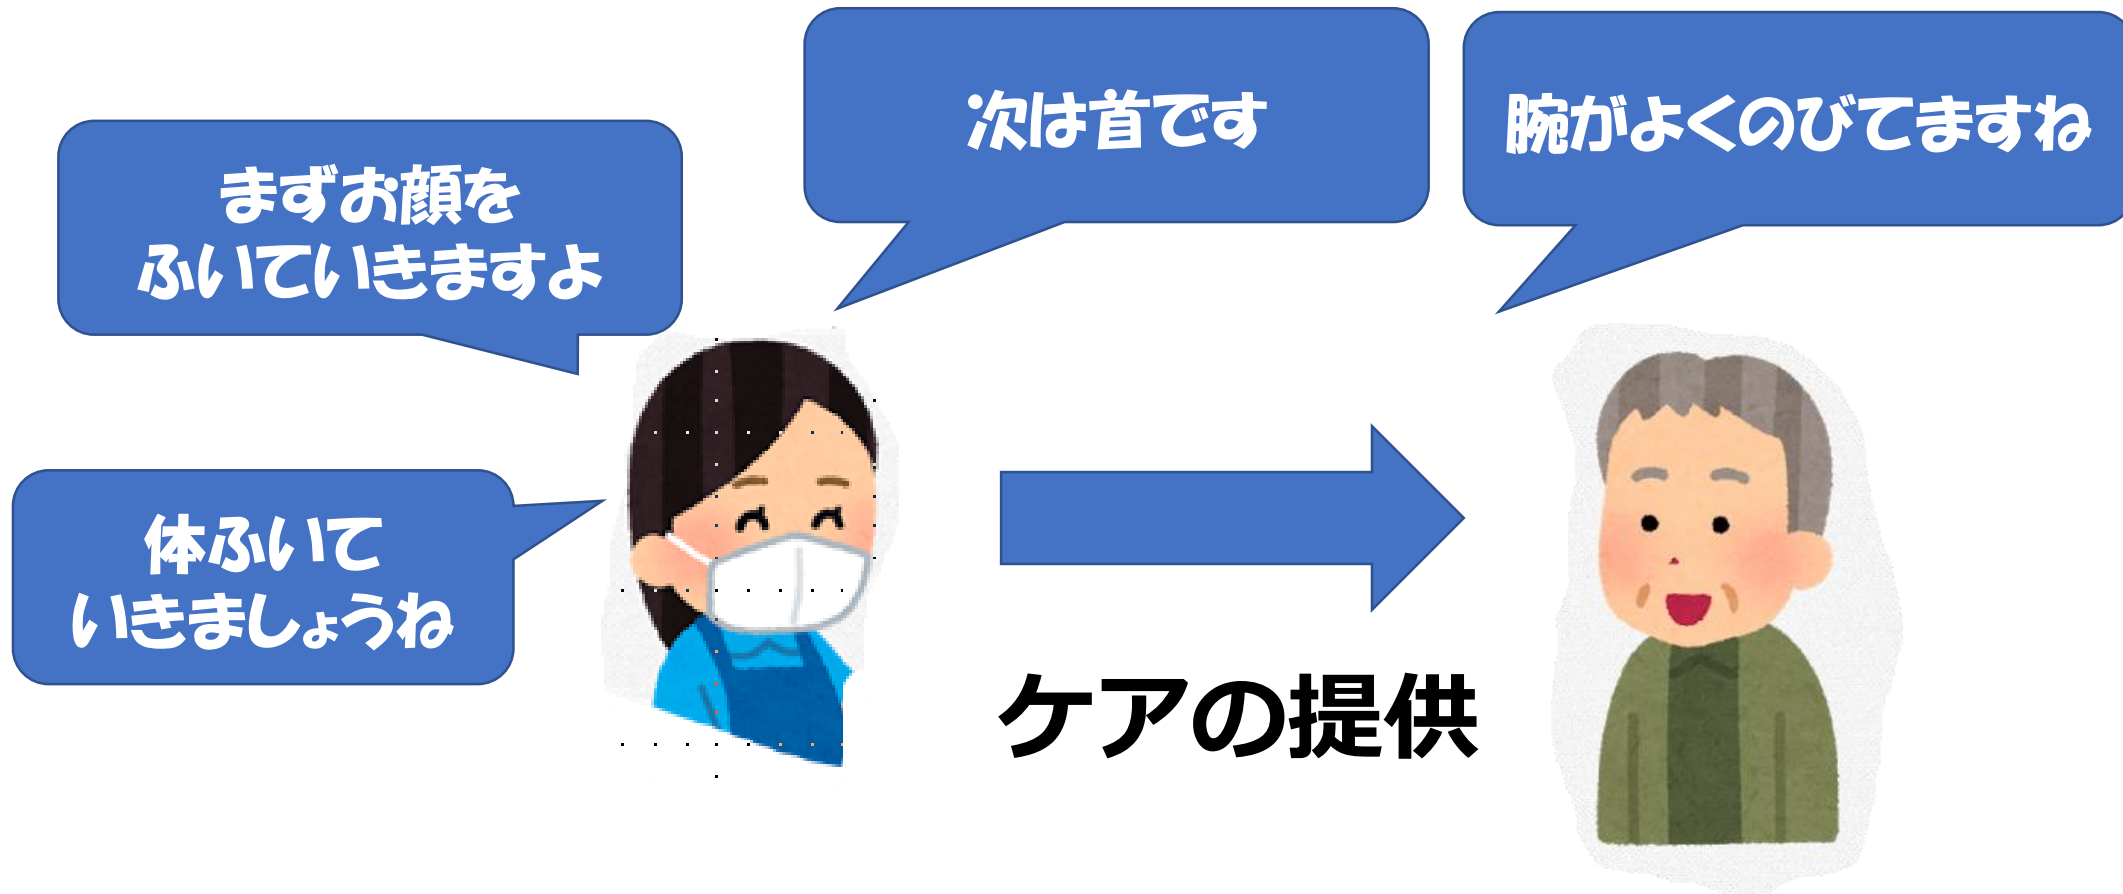 まずお顔を
ふいていきますよ
次は首です
腕がよくのびてますね
体ふいて
いきましょうね
ケアの提供